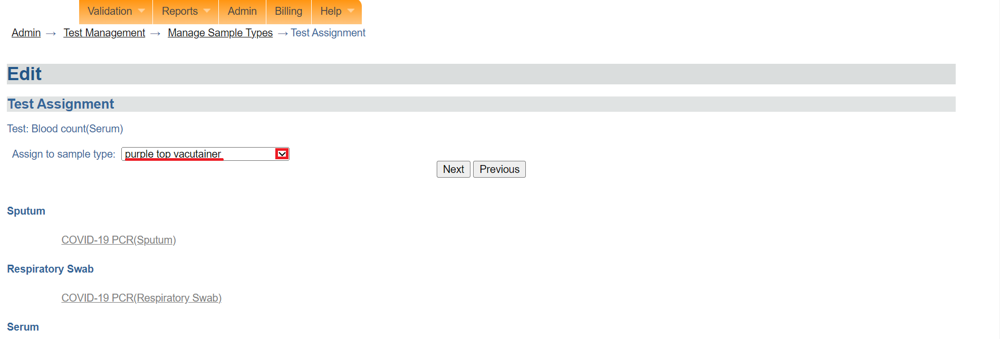 Validation Reports Admin Billing Help
Admin → Test Management → Manage Sample Types → Test Assignment
Edit
Test Assignment
Test: Blood count(Serum)
Assign to sample type: purple top vacutainer
Next Previous
Sputum
COVID-19 PCR(Sputum)
Respiratory Swab
COVID-19 PCR(Respiratory Swab)
Serum